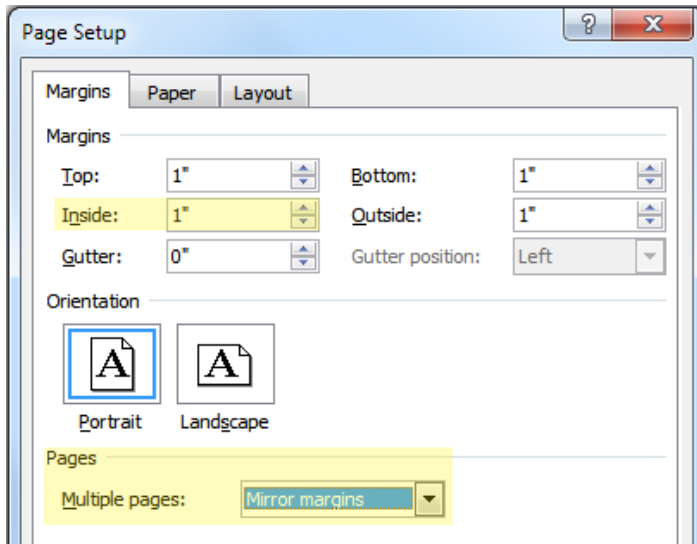 Page Setup
Margins Paper Layout
Margins
Top: 1" Bottom: 1"
Inside: 1" Outside: 1"
Gutter: 0" Gutter position: Left
Orientation
A A
Portrait Landscape
Pages
Multiple pages: Mirror margins